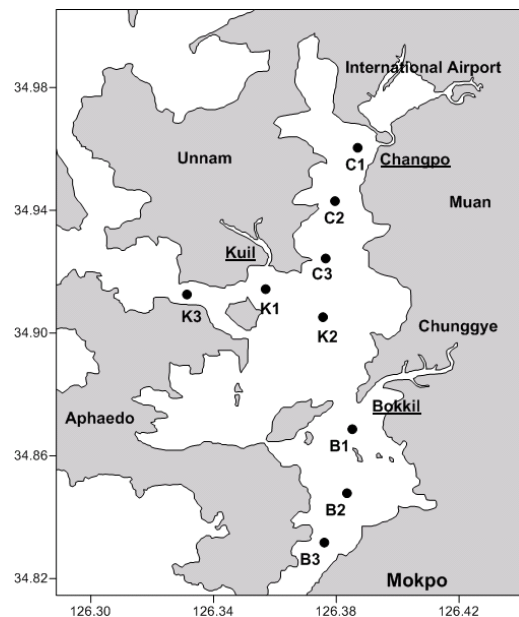 International Airport
34.98
Unnam
C1
Changpo
34.94
C2
Muan
Kuil
C3
K3
K1
K2
34.90
Chunggye
Aphaedo
Bokkil
B1
34.86
B2
B3
34.82
Mokpo
126.30 126.34 126.38 126.42